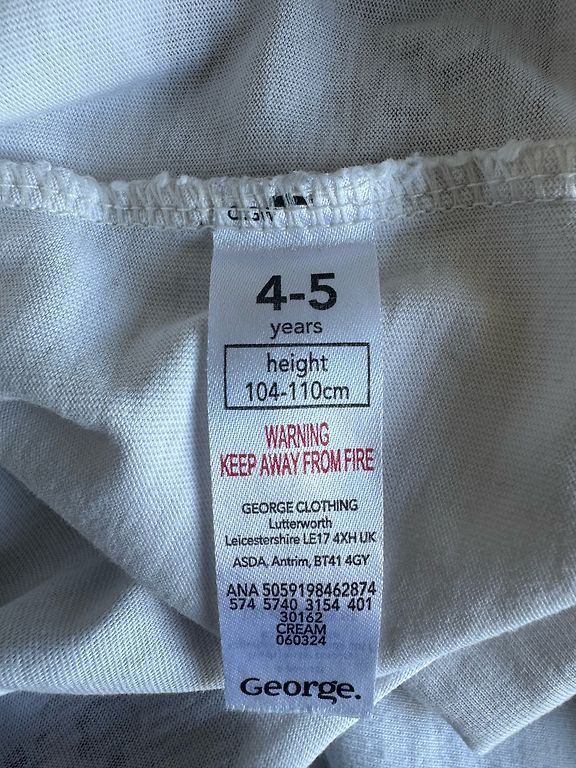 4-5
years
height
104-110cm
WARNING
KEEP AWAY FROM FIRE
GEORGE CLOTHING
Lutterworth
Leicestershire LE17 4XH UK
ASDA, Antrim, BT41 4GY
ANA 5059198462874
574 5740 3154 401
30162
CREAM
060324
George.